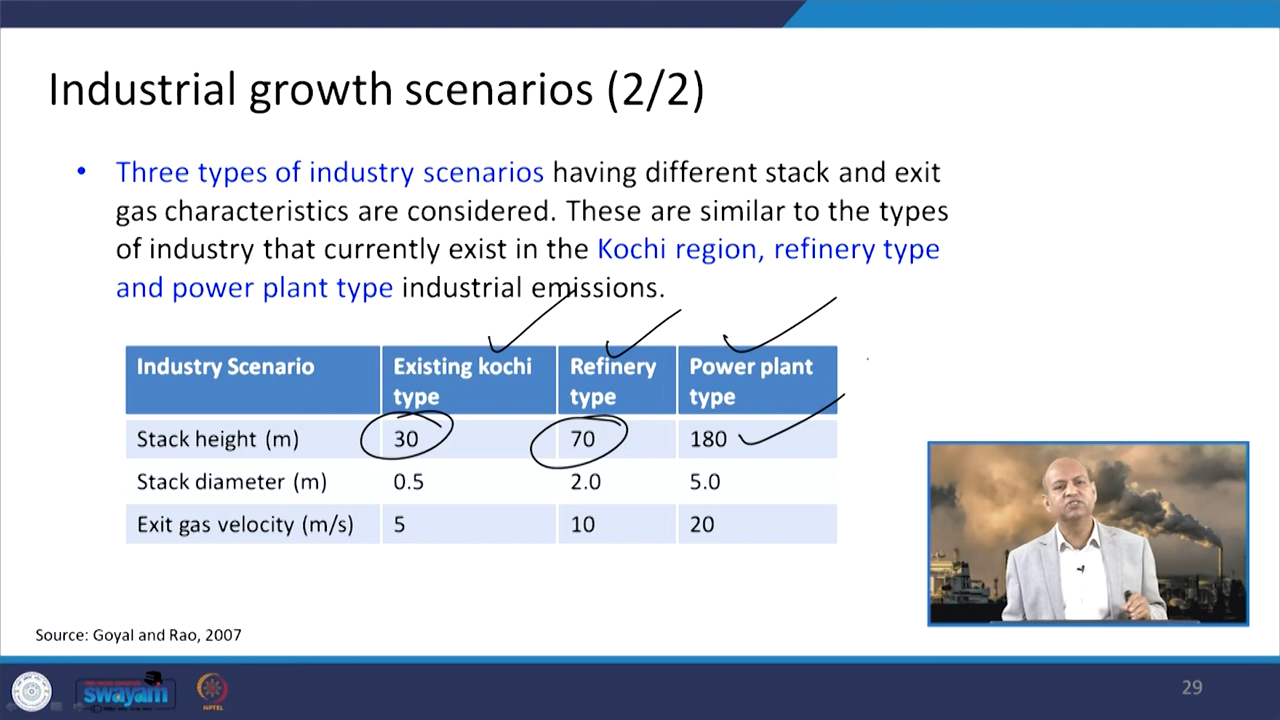 Industrial growth scenarios (2/2)
• Three types of industry scenarios having different stack and exit
gas characteristics are considered. These are similar to the types
of industry that currently exist in the Kochi region, refinery type
and power plant type industrial emissions.
Industry Scenario Existing kochi type Refinery type Power plant type
Stack height (m) 30 70 180
Stack diameter (m) 0.5 2.0 5.0
Exit gas velocity (m/s) 5 10 20
Source: Goyal and Rao, 2007
swayam
NPTEL
29